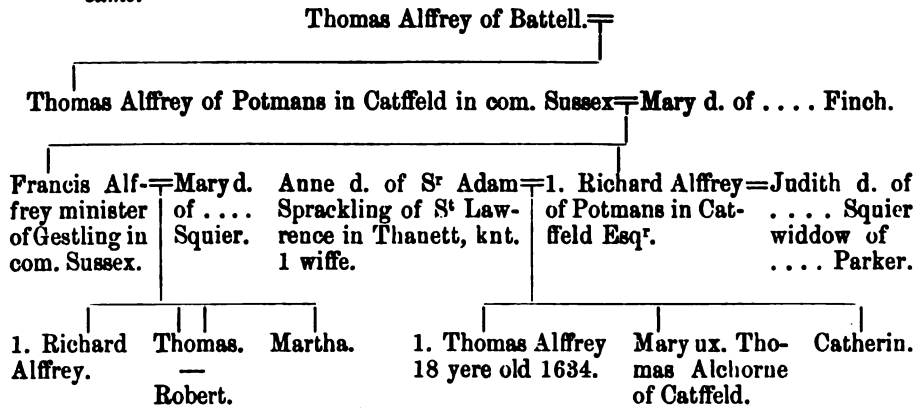 Thomas Alffrey of Battell.
Thomas Alffrey of Potmans in Catffeld in com. Sussex=Mary d. of .... Finch.
Francis Alf-
frey minister
of Gestling in
com. Sussex.
=Mary d.
of ....
Squier.
Anne d. of Sʳ Adam
Sprackling of Sᵗ Law-
rence in Thanett, knt.
1 wiffe.
=1. Richard Alffrey
of Potmans in Cat-
ffeld Esqʳ.
=Judith d. of
.... Squier
widdow of
.... Parker.
1. Richard
Alffrey.
Thomas.
—
Robert.
Martha.
1. Thomas Alffrey
18 yere old 1634.
Mary ux. Tho-
mas Alchorne
of Catffeld.
Catherin.